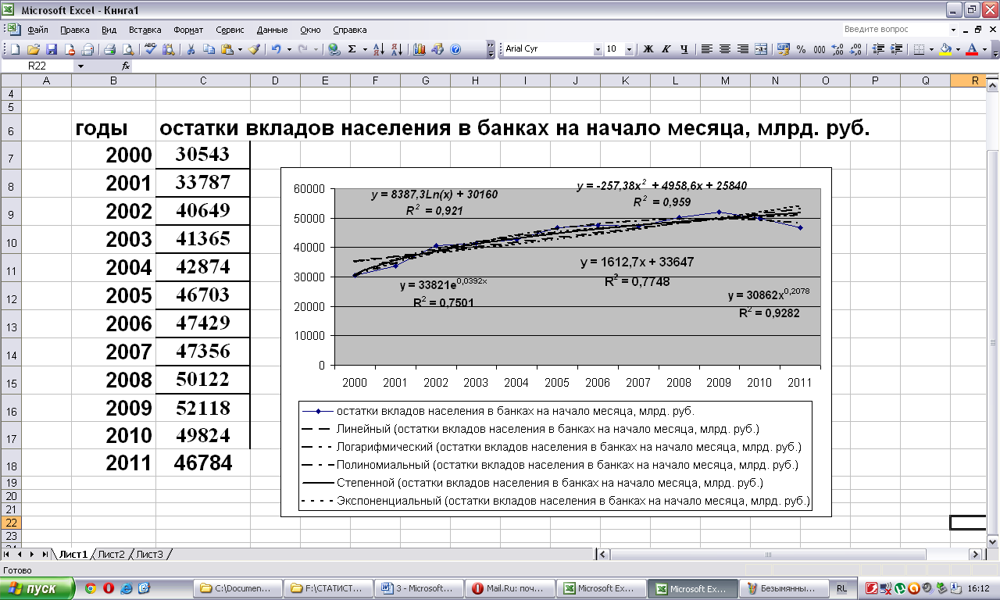 Microsoft Excel - Книга1
Файл Правка Вид Вставка Формат Сервис Данные Окно Справка Введите вопрос
Arial Cyr 10 Ж К Ч % 000
R22 fx
A B C D E F G H I J K L M N O P Q R
4
5
6 годы остатки вкладов населения в банках на начало месяца, млрд. руб.
7 2000 30543
8 2001 33787
9 2002 40649
10 2003 41365
11 2004 42874
12 2005 46703
13 2006 47429
14 2007 47356
15 2008 50122
16 2009 52118
17 2010 49824
18 2011 46784
19
20
21
22
23
60000
50000
40000
30000
20000
10000
0
y = 8387,3Ln(x) + 30160
R² = 0,921
y = -257,38x² + 4958,6x + 25840
R² = 0,959
y = 1612,7x + 33647
R² = 0,7748
y = 33821e^0,0392x
R² = 0,7501
y = 30862x^0,2078
R² = 0,9282
2000 2001 2002 2003 2004 2005 2006 2007 2008 2009 2010 2011
остатки вкладов населения в банках на начало месяца, млрд. руб.
Линейный (остатки вкладов населения в банках на начало месяца, млрд. руб.)
Логарифмический (остатки вкладов населения в банках на начало месяца, млрд. руб.)
Полиномиальный (остатки вкладов населения в банках на начало месяца, млрд. руб.)
Степенной (остатки вкладов населения в банках на начало месяца, млрд. руб.)
Экспоненциальный (остатки вкладов населения в банках на начало месяца, млрд. руб.)
Лист1 Лист2 Лист3
Готово
пуск C:\Documen... F:\СТАТИСТ... 3 - Microsoft... Mail.Ru: поч... Microsoft Ex... Microsoft Ex... Безымянны... RL 16:12